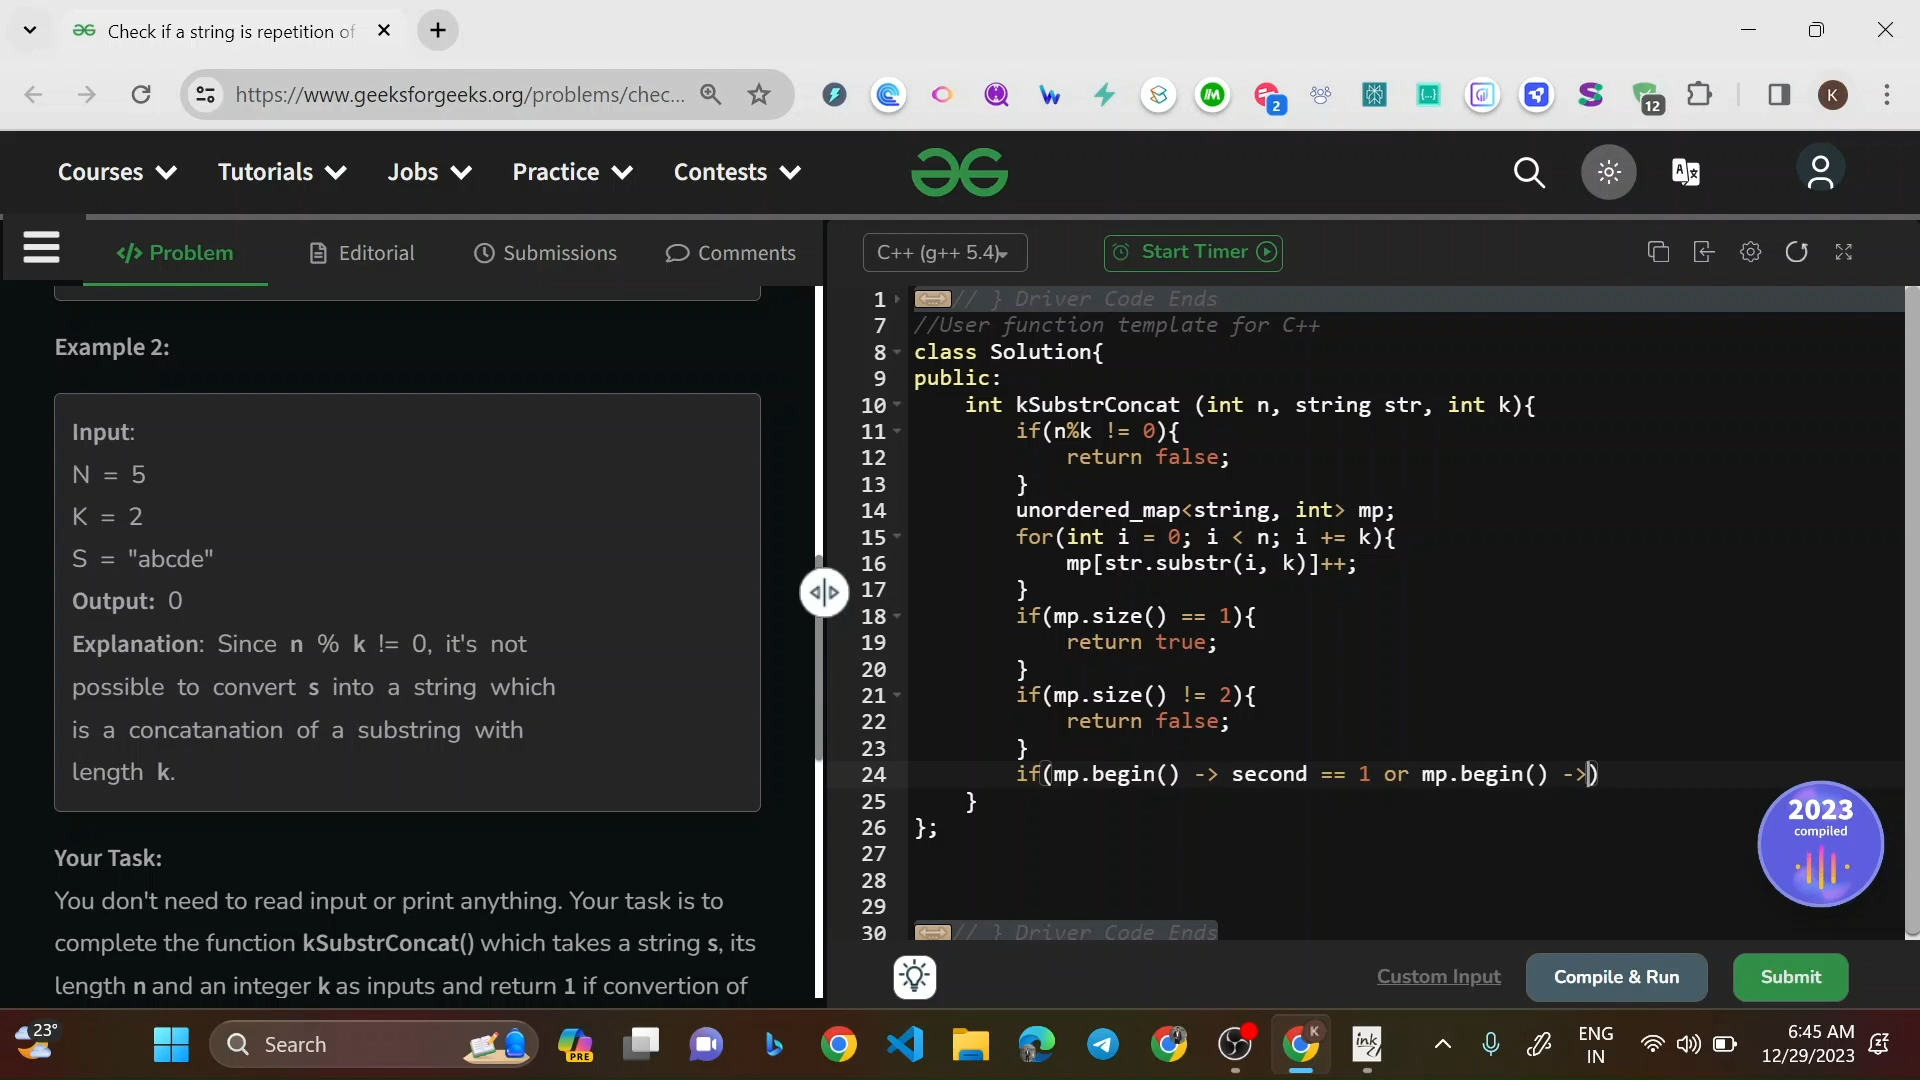 Check if a string is repetition of
https://www.geeksforgeeks.org/problems/chec...
2
12
K
Courses
Tutorials
Jobs
Practice
Contests
Problem
Editorial
Submissions
Comments
C++ (g++ 5.4)
Start Timer
Example 2:
Input:
N = 5
K = 2
S = "abcde"
Output: 0
Explanation: Since n % k != 0, it's not
possible to convert s into a string which
is a concatanation of a substring with
length k.
Your Task:
You don't need to read input or print anything. Your task is to
complete the function kSubstrConcat() which takes a string s, its
length n and an integer k as inputs and return 1 if convertion of
1 // } Driver Code Ends
7 //User function template for C++
8 class Solution{
9 public:
10 int kSubstrConcat (int n, string str, int k){
11 if(n%k != 0){
12 return false;
13 }
14 unordered_map<string, int> mp;
15 for(int i = 0; i < n; i += k){
16 mp[str.substr(i, k)]++;
17 }
18 if(mp.size() == 1){
19 return true;
20 }
21 if(mp.size() != 2){
22 return false;
23 }
24 if(mp.begin() -> second == 1 or mp.begin() ->)
25 }
26 };
27
28
29
30 // } Driver Code Ends
2023
compiled
Custom Input
Compile & Run
Submit
23°
Search
PRE
K
ink
ENG
IN
6:45 AM
12/29/2023